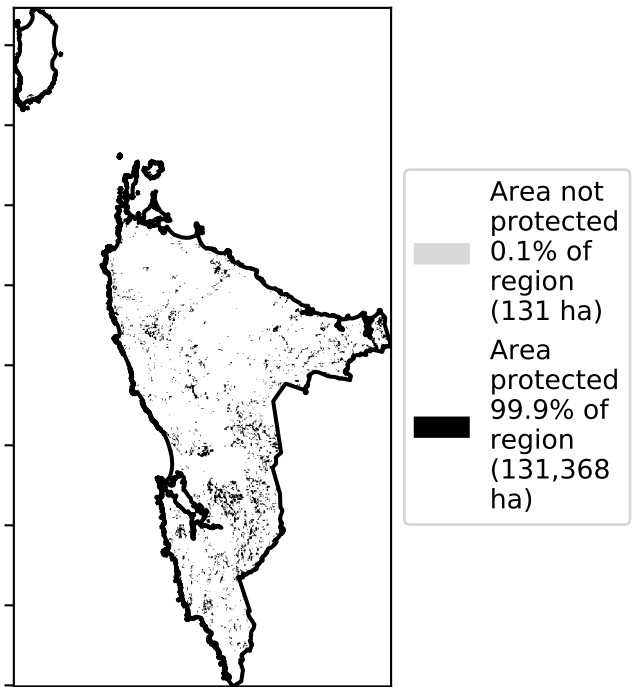 Area not
protected
0.1% of
region
(131 ha)
Area
protected
99.9% of
region
(131,368
ha)